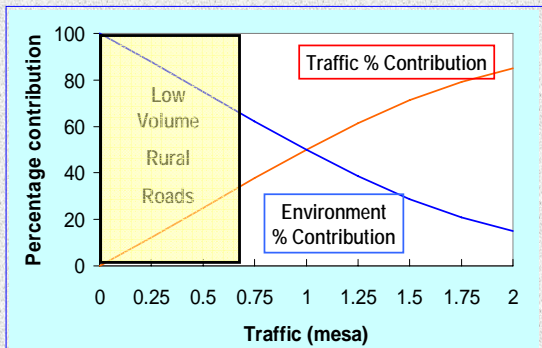 Percentage contribution
100
80
60
40
20
0
Traffic % Contribution
Low
Volume
Rural
Roads
Environment
% Contribution
0 0.25 0.5 0.75 1 1.25 1.5 1.75 2
Traffic (mesa)